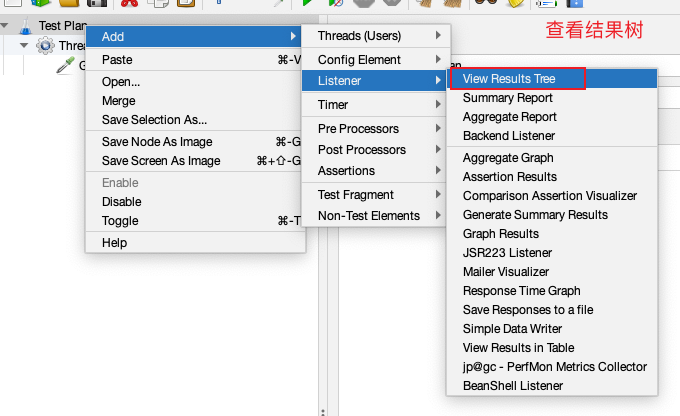 查看结果树
Test Plan
Threa
G
Add
Paste ⌘-V
Open...
Merge
Save Selection As...
Save Node As Image ⌘-G
Save Screen As Image ⌘+⇧-G
Enable
Disable
Toggle ⌘-T
Help
Threads (Users)
Config Element
Listener
Timer
Pre Processors
Post Processors
Assertions
Test Fragment
Non-Test Elements
an
View Results Tree
Summary Report
Aggregate Report
Backend Listener
Aggregate Graph
Assertion Results
Comparison Assertion Visualizer
Generate Summary Results
Graph Results
JSR223 Listener
Mailer Visualizer
Response Time Graph
Save Responses to a file
Simple Data Writer
View Results in Table
jp@gc - PerfMon Metrics Collector
BeanShell Listener